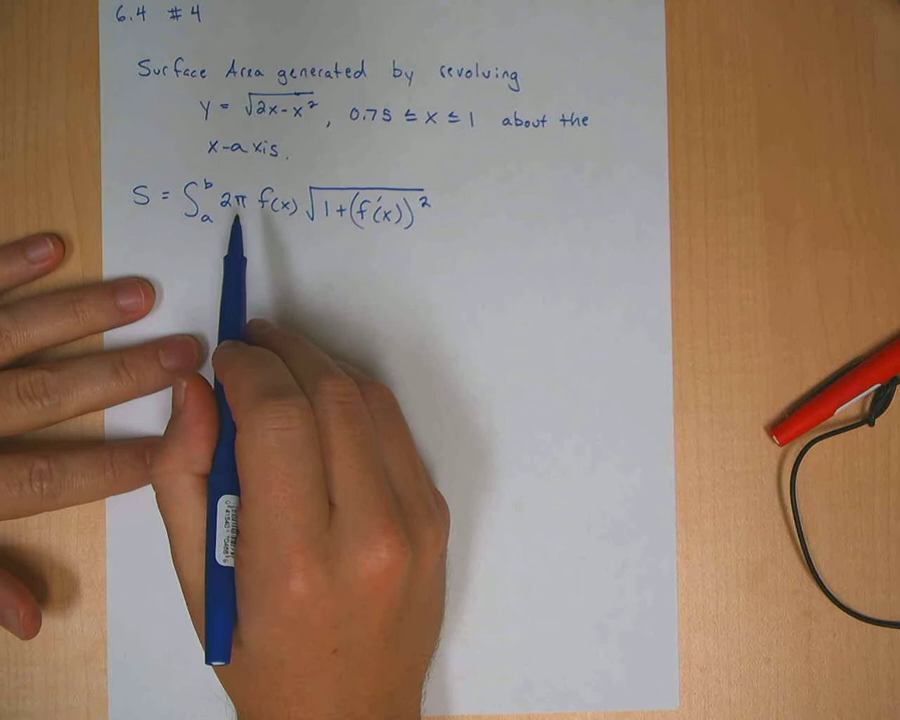 6.4 #4
Surface Area generated by revolving
y = √2x-x², 0.75 ≤ x ≤ 1 about the
x-axis.
S = ∫ₐᵇ 2π f(x) √1+(f'(x))²